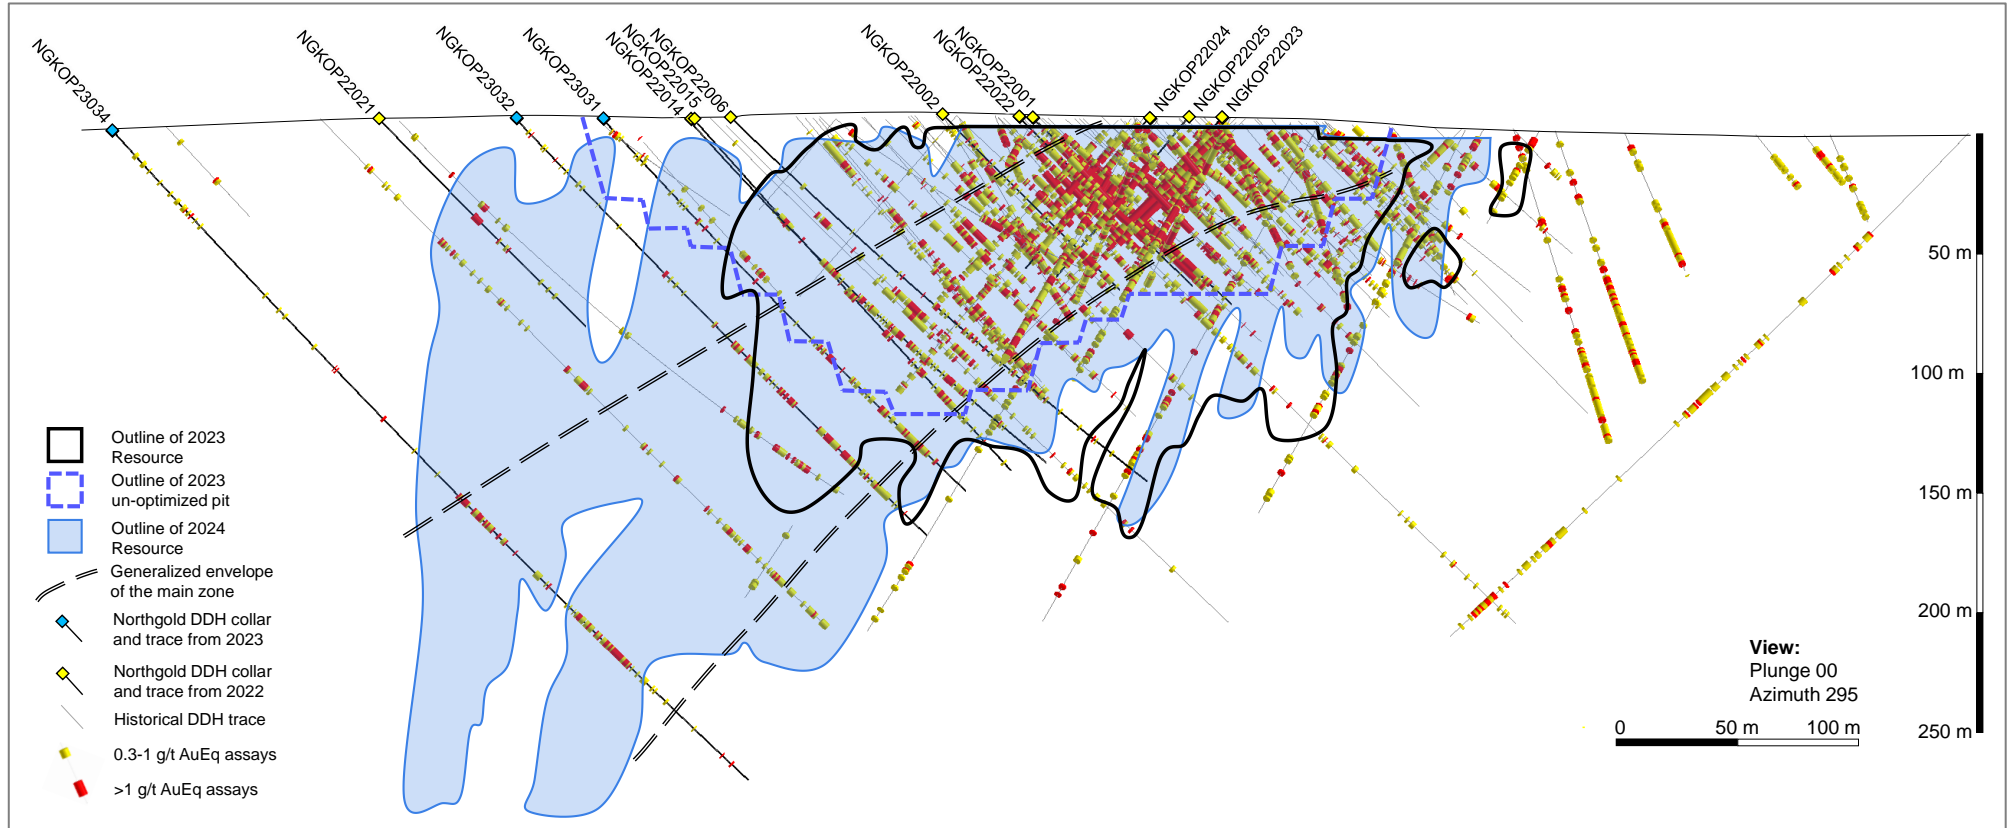 NGKOP23034
NGKOP22021
NGKOP23032
NGKOP23031
NGKOP22014
NGKOP22015
NGKOP22006
NGKOP22002
NGKOP22022
NGKOP22001
NGKOP22024
NGKOP22025
NGKOP22023
50 m
100 m
150 m
200 m
250 m
Outline of 2023
Resource
Outline of 2023
un-optimized pit
Outline of 2024
Resource
Generalized envelope
of the main zone
Northgold DDH collar
and trace from 2023
Northgold DDH collar
and trace from 2022
Historical DDH trace
0.3-1 g/t AuEq assays
>1 g/t AuEq assays
View:
Plunge 00
Azimuth 295
0 50 m 100 m